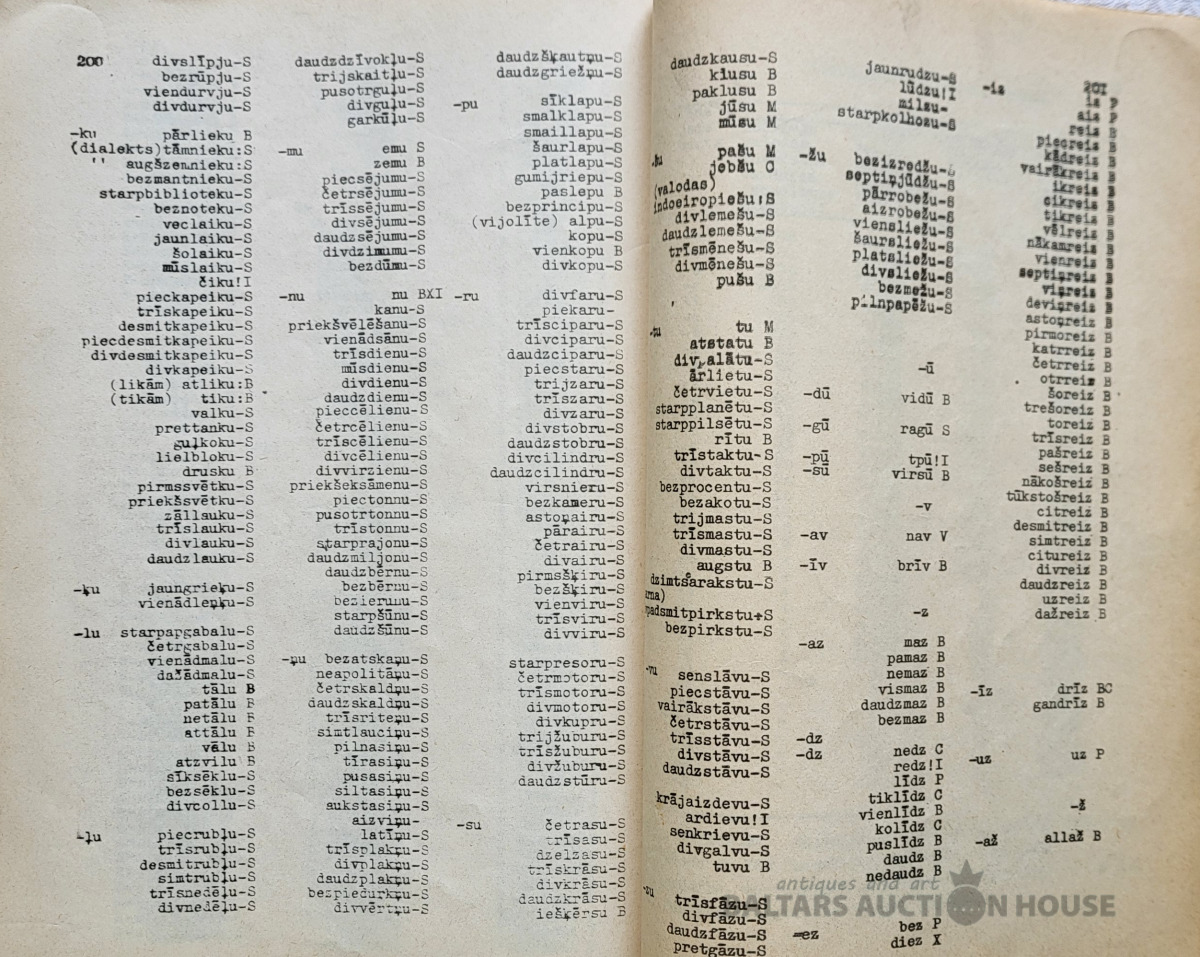 200
divslīpju-S
bezrūpju-S
viendurvju-S
divdurvju-S
-ku pārlieku B
(dialekts)tāmnieku:S
" augšzemnieku:S
bezmantnieku-S
starpbiblioteku-S
beznoteku-S
veclaiku-S
jaunlaiku-S
šolaiku-S
mūslaiku-S
čiku!I
pieckapeiku-S
trīskapeiku-S
desmitkapeiku-S
piecdesmitkapeiku-S
divdesmitkapeiku-S
divkapeiku-S
(likām) atliku:B
(tikām) tiku:B
valku-S
prettanku-S
guļkoku-S
lielbloku-S
drusku B
pirmssvētku-S
priekšsvētku-S
zāllauku-S
trīslauku-S
divlauku-S
daudzlauku-S
-ķu jaungrieķu-S
vienādleņķu-S
-lu starpapgabalu-S
četrgabalu-S
vienādmalu-S
dažādmalu-S
tālu B
patālu B
netālu B
attālu B
vēlu B
atzvilu B
sīksēklu-S
bezsēklu-S
divcollu-S
-ļu piecrubļu-S
trīsrubļu-S
desmitrubļu-S
simtrubļu-S
trīsnedēļu-S
divnedēļu-S
daudzdzīvokļu-S
trijskaitļu-S
pusotrguļu-S
divguļu-S
garkūļu-S
-mu emu S
zemu B
piecsējumu-S
četrsējumu-S
trīssējumu-S
divsējumu-S
daudzsējumu-S
divdzimumu-S
bezdūmu-S
-nu nu BXI
kanu-S
priekšvēlēšanu-S
vienādsānu-S
trīsdienu-S
mūsdienu-S
divdienu-S
daudzdienu-S
pieccēlienu-S
četrcēlienu-S
trīscēlienu-S
divcēlienu-S
divvirzienu-S
priekšeksāmenu-S
piectonnu-S
pusotrtonnu-S
trīstonnu-S
starprajonu-S
daudzmiljonu-S
daudzbērnu-S
bezbērnu-S
bezierunu-S
starpšūnu-S
daudzšūnu-S
-ņu bezatskaņu-S
neapolitāņu-S
četrskaldņu-S
daudzskaldņu-S
trīsriteņu-S
simtlauciņu-S
pilnasiņu-S
tīrasiņu-S
pusasiņu-S
siltasiņu-S
aukstasiņu-S
aizviņu-
latīņu-S
trīsplakņu-S
divplakņu-S
daudzplakņu-S
bezpiedurkņu-S
divvērtņu-S
daudzšķautņu-S
daudzgriežņu-S
-pu sīklapu-S
smalklapu-S
smaillapu-S
šaurlapu-S
platlapu-S
gumijriepu-S
paslepu B
bezprincipu-S
(vijolīte) alpu-S
kopu-S
vienkopu B
divkopu-S
-ru divfaru-S
piekaru-
trīsciparu-S
divciparu-S
daudzciparu-S
piecstaru-S
trijzaru-S
trīszaru-S
divzaru-S
divstobru-S
daudzstobru-S
divcilindru-S
daudzcilindru-S
virsnieru-S
bezkameru-S
astoņairu-S
pārairu-S
četrairu-S
divairu-S
pirmsšķiru-S
bezšķiru-S
vienviru-S
trīsviru-S
divviru-S
starpresoru-S
četrmotoru-S
trīsmotoru-S
divmotoru-S
divkupru-S
trijžuburu-S
trīsžuburu-S
divžuburu-S
daudzstūru-S
-su četrasu-S
trīsasu-S
dzelzasu-S
trīskrāsu-S
divkrāsu-S
daudzkrāsu-S
iešķērsu B
daudzkausu-S
klusu B
paklusu B
jūsu M
mūsu M
pašu M
jebšu C
(valodas)
indoeiropiešu:S
divlemešu-S
daudzlemešu-S
trīsmēnešu-S
divmēnešu-S
pušu B
-tu tu M
atstatu B
divpalātu-S
ārlietu-S
četrvietu-S
starpplanētu-S
starppilsētu-S
rītu B
trīstaktu-S
divtaktu-S
bezprocentu-S
bezakotu-S
trijmastu-S
trīsmastu-S
divmastu-S
augstu B
dzimtsarakstu-S
padsmitpirkstu+S
bezpirkstu-S
-vu senslāvu-S
piecstāvu-S
vairākstāvu-S
četrstāvu-S
trīsstāvu-S
divstāvu-S
daudzstāvu-S
krājaizdevu-S
ardievu!I
senkrievu-S
divgalvu-S
tuvu B
trīsfāzu-S
divfāzu-S
daudzfāzu-S
pretgāzu-S
jaunrudzu-S
lūdzu!I
milzu-
starpkolhozu-S
-žu bezizredžu-S
septiņjūdžu-S
pārrobežu-S
aizrobežu-S
viensliežu-S
šaursliežu-S
platsliežu-S
divsliežu-S
bezmežu-S
pilnpapēžu-S
-ū
-dū vidū B
-gū ragū S
-pū tpū!I
-sū virsū B
-v
-av nav V
-īv brīv B
-z
-az maz B
pamaz B
nemaz B
vismaz B
daudzmaz B
bezmaz B
-dz
-dz nedz C
redz!I
līdz P
tiklīdz C
vienlīdz B
kolīdz C
puslīdz B
daudz B
nedaudz B
-ez bez P
diez X
201
-iz iz P
aiz P
reiz B
piecreiz B
kādreiz B
vairākreiz B
ikreiz B
cikreiz B
tikreiz B
vēlreiz B
nākamreiz B
vienreiz B
septiņreiz B
viņreiz B
deviņreiz B
astoņreiz B
pirmoreiz B
katrreiz B
četrreiz B
otrreiz B
šoreiz B
trešoreiz B
toreiz B
trīsreiz B
pašreiz B
sešreiz B
nākošreiz B
tūkstošreiz B
citreiz B
desmitreiz B
simtreiz B
citureiz B
divreiz B
daudzreiz B
uzreiz B
dažreiz B
-īz drīz BC
gandrīz B
-uz uz P
-ž
-až allaž B
antiques and art
BALTARS AUCTION HOUSE